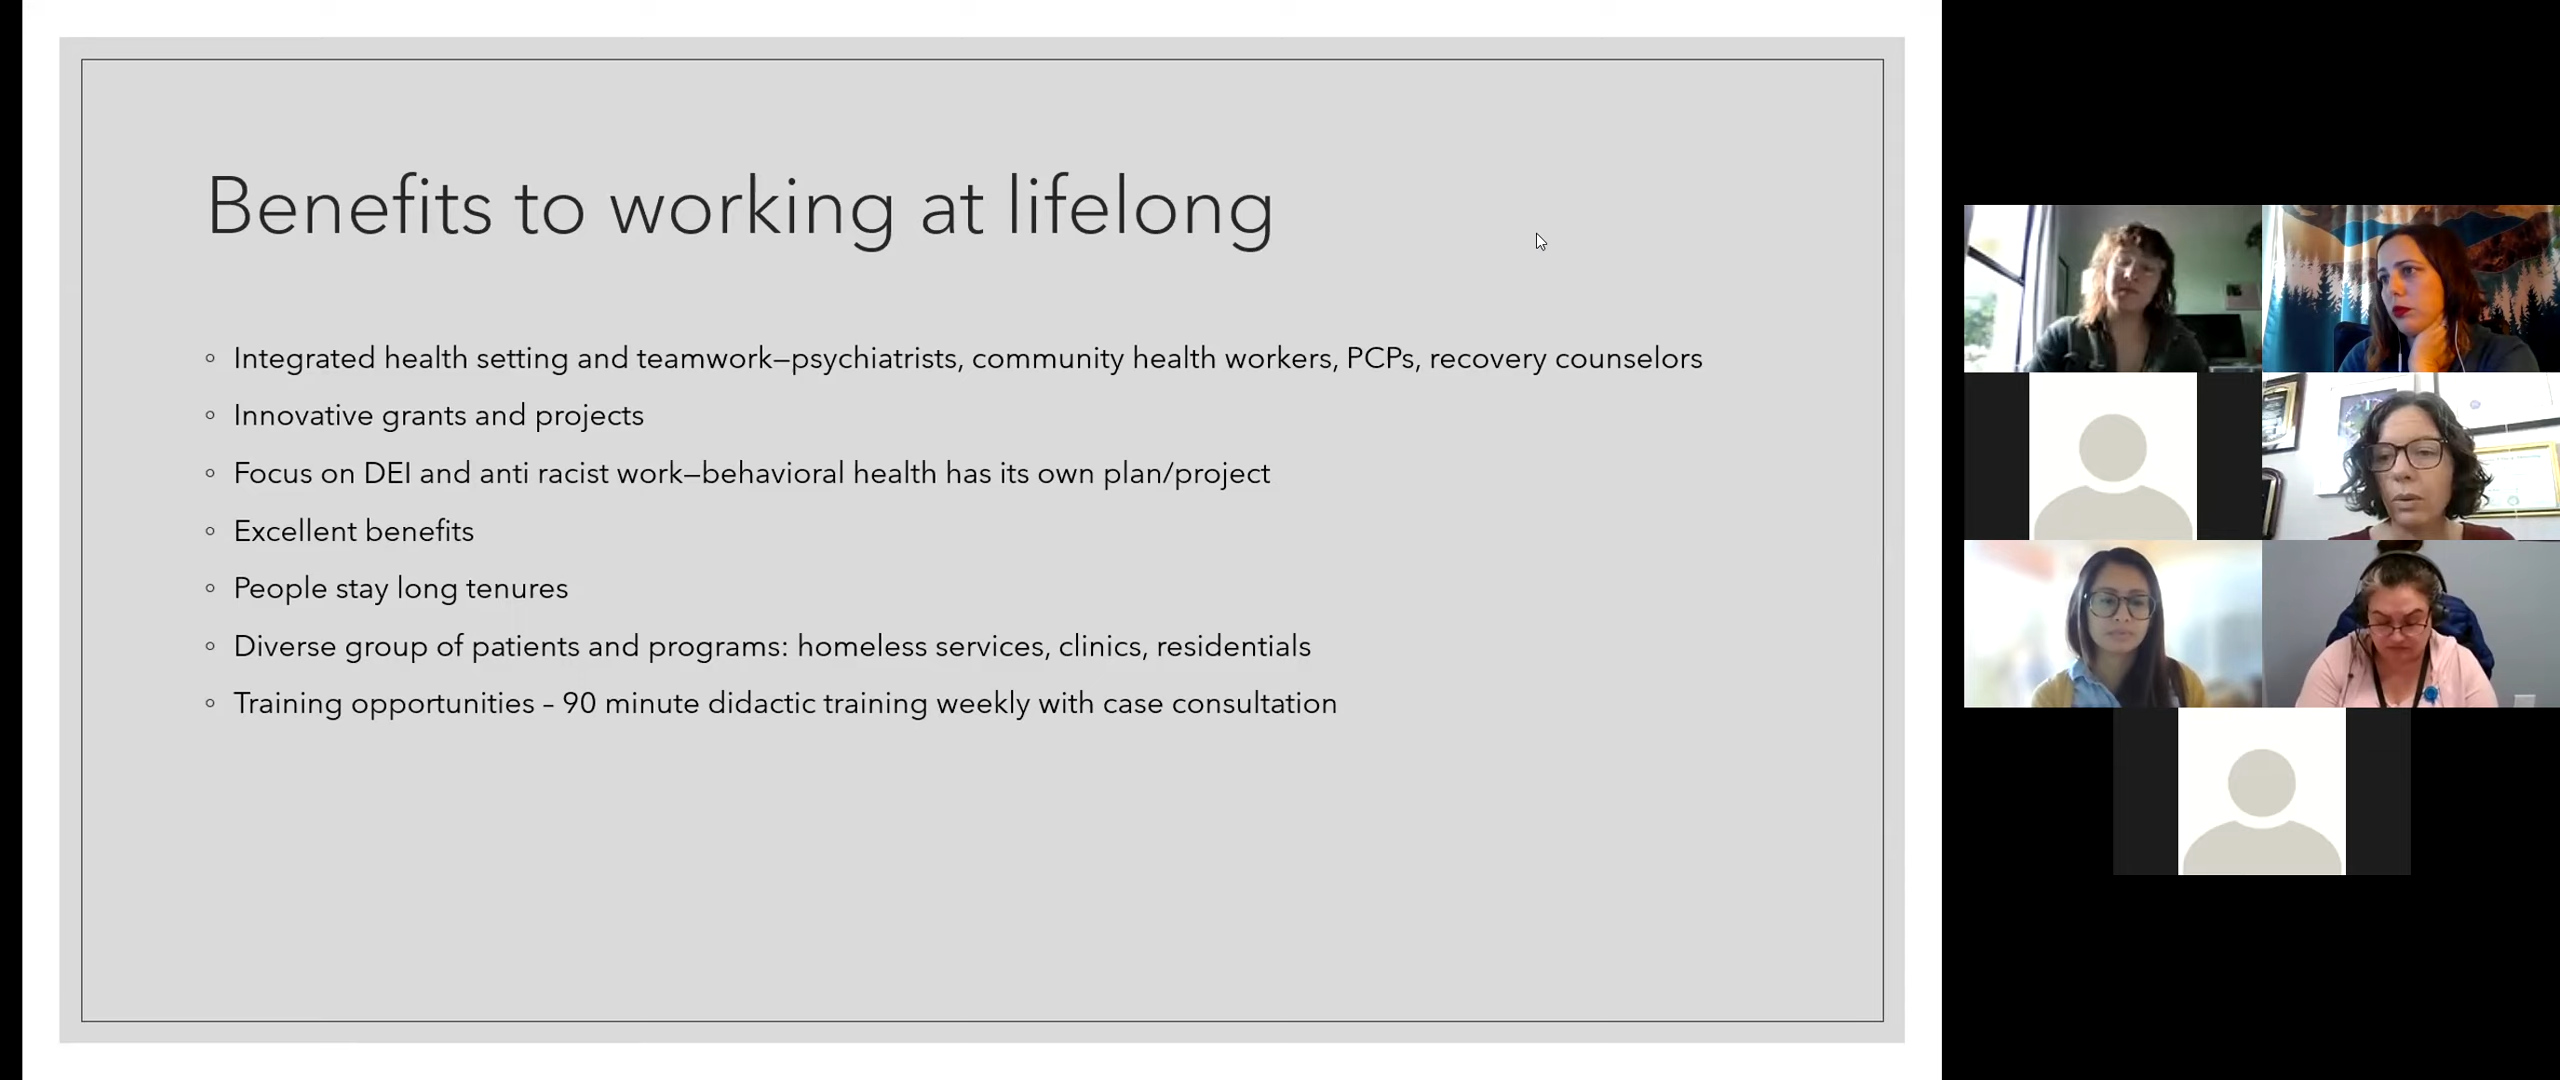 Benefits to working at lifelong
Integrated health setting and teamwork—psychiatrists, community health workers, PCPs, recovery counselors
Innovative grants and projects
Focus on DEI and anti racist work—behavioral health has its own plan/project
Excellent benefits
People stay long tenures
Diverse group of patients and programs: homeless services, clinics, residentials
Training opportunities – 90 minute didactic training weekly with case consultation